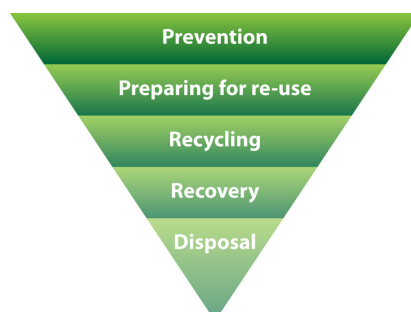 Prevention
Preparing for re-use
Recycling
Recovery
Disposal